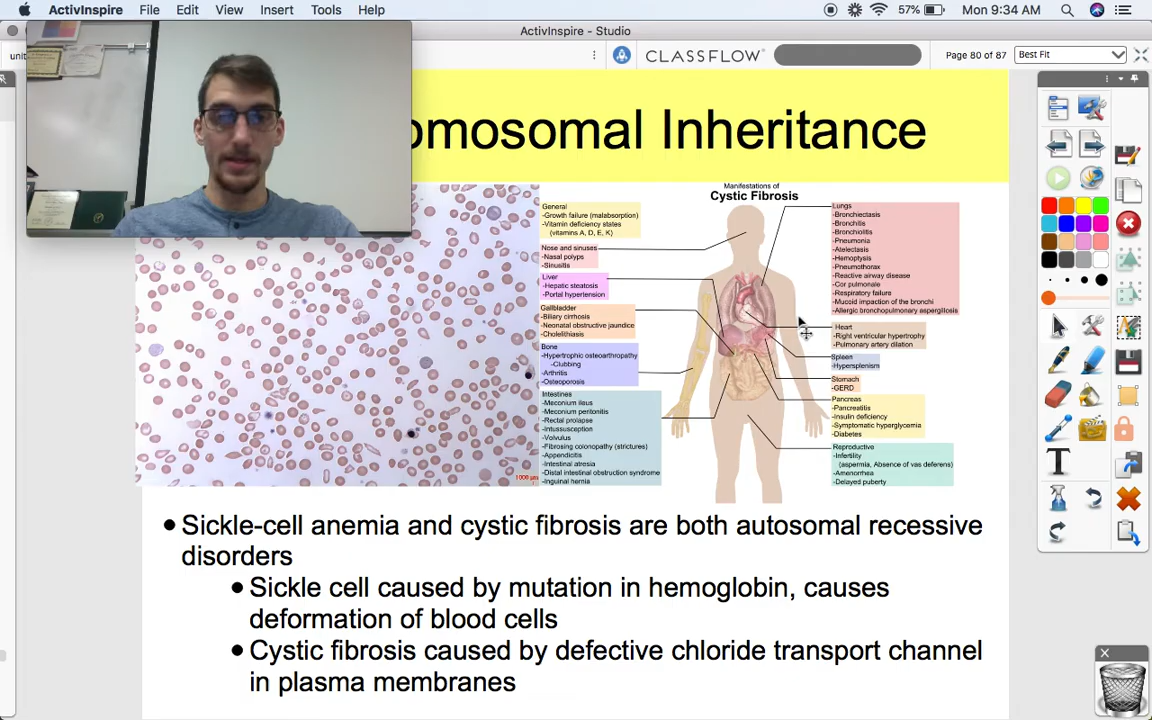 ActivInspire File Edit View Insert Tools Help 57% Mon 9:34 AM
ActivInspire - Studio
CLASSFLOW Page 80 of 87 Best Fit
omosomal Inheritance
Manifestations of
Cystic Fibrosis
General
-Growth failure (malabsorption)
-Vitamin deficiency states
(vitamins A, D, E, K)
Nose and sinuses
-Nasal polyps
-Sinusitis
Liver
-Hepatic steatosis
-Portal hypertension
Gallbladder
-Biliary cirrhosis
-Neonatal obstructive jaundice
-Cholelithiasis
Bone
-Hypertrophic osteoarthropathy
-Clubbing
-Arthritis
-Osteoporosis
Intestines
-Meconium ileus
-Meconium peritonitis
-Rectal prolapse
-Intussusception
-Volvulus
-Fibrosing colonopathy (strictures)
-Appendicitis
-Intestinal atresia
-Distal intestinal obstruction syndrome
-Inguinal hernia
Lungs
-Bronchiectasis
-Bronchitis
-Bronchiolitis
-Pneumonia
-Atelectasis
-Hemoptysis
-Pneumothorax
-Reactive airway disease
-Cor pulmonale
-Respiratory failure
-Mucoid impaction of the bronchi
-Allergic bronchopulmonary aspergillosis
Heart
-Right ventricular hypertrophy
-Pulmonary artery dilation
Spleen
-Hypersplenism
Stomach
-GERD
Pancreas
-Pancreatitis
-Insulin deficiency
-Symptomatic hyperglycemia
-Diabetes
Reproductive
-Infertility
(aspermia, Absence of vas deferens)
-Amenorrhea
-Delayed puberty
• Sickle-cell anemia and cystic fibrosis are both autosomal recessive
disorders
• Sickle cell caused by mutation in hemoglobin, causes
deformation of blood cells
• Cystic fibrosis caused by defective chloride transport channel
in plasma membranes